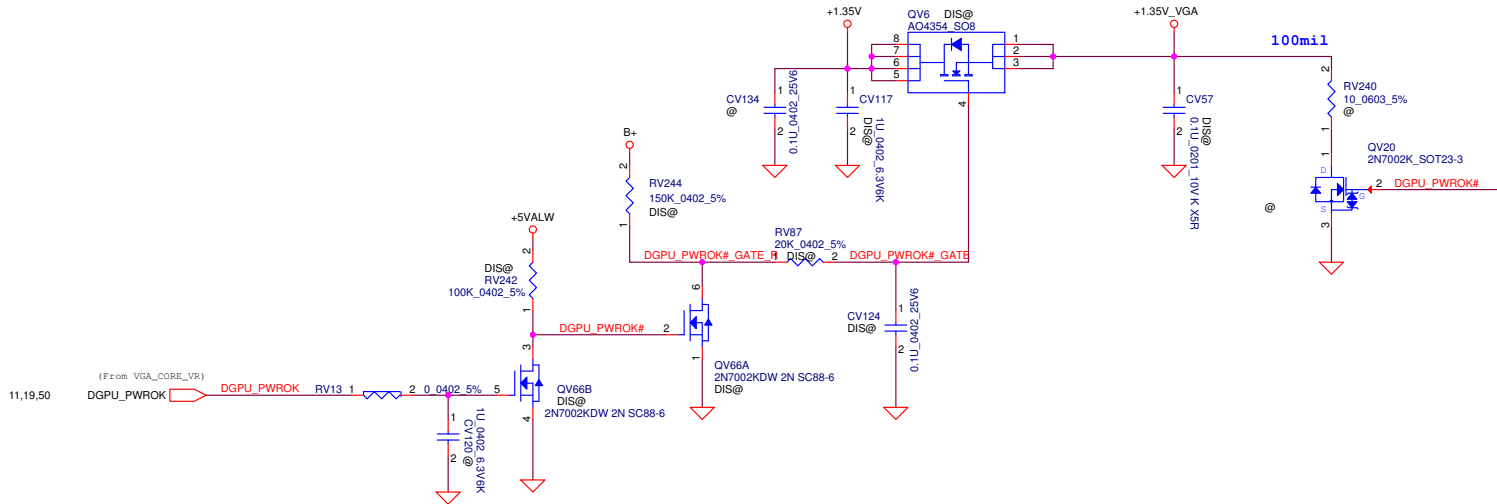 +1.35V
QV6 DIS@
AO4354_SO8
+1.35V_VGA
100mil
8
7
6
5
1
2
3
4
CV134
@
1
2
0.1U_0402_25V6
1
2
CV117
DIS@
1U_0402_6.3V6K
1
2
CV57
DIS@
0.1U_0201_10V K X5R
2
RV240
10_0603_5%
@
1
1
QV20
2N7002K_SOT23-3
D
G
S
2 DGPU_PWROK#
@
3
B+
2
RV244
150K_0402_5%
DIS@
1
+5VALW
2
DIS@
RV242
100K_0402_5%
1
DGPU_PWROK#_GATE_R
RV87
20K_0402_5%
1 DIS@ 2
DGPU_PWROK#_GATE
6
DGPU_PWROK# 2
1
QV66A
2N7002KDW 2N SC88-6
DIS@
1
CV124
DIS@
2
0.1U_0402_25V6
3
(From VGA_CORE_VR)
11,19,50 DGPU_PWROK DGPU_PWROK RV13 1 2 0_0402_5% 5
QV66B
DIS@
2N7002KDW 2N SC88-6
4
1
2
1U_0402_6.3V6K
CV120
@